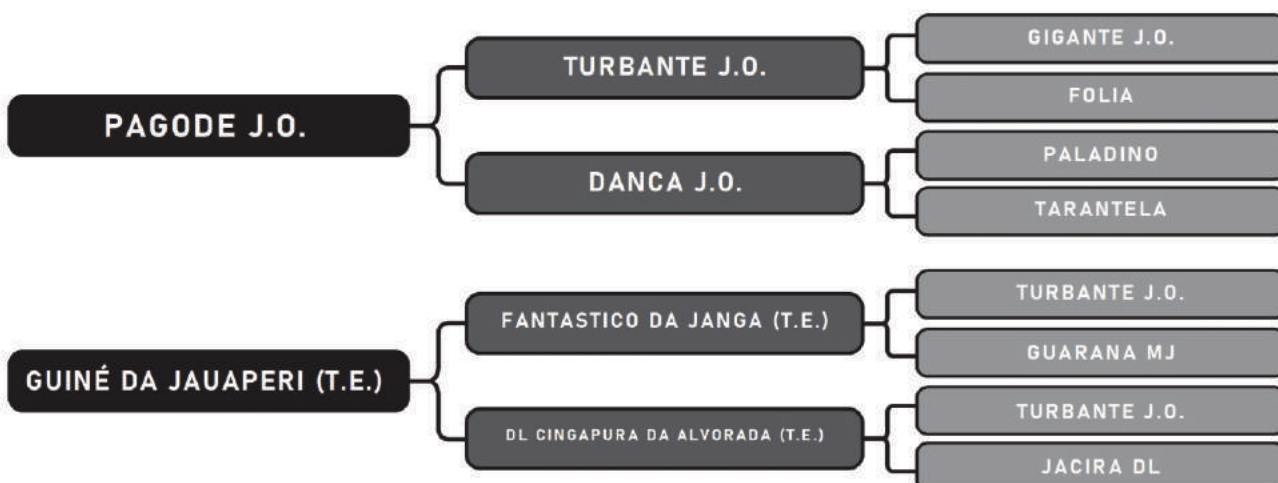 PAGODE J.O.
TURBANTE J.O.
GIGANTE J.O.
FOLIA
DANCA J.O.
PALADINO
TARANTELA
GUINÉ DA JAUAPERI (T.E.)
FANTASTICO DA JANGA (T.E.)
TURBANTE J.O.
GUARANA MJ
DL CINGAPURA DA ALVORADA (T.E.)
TURBANTE J.O.
JACIRA DL